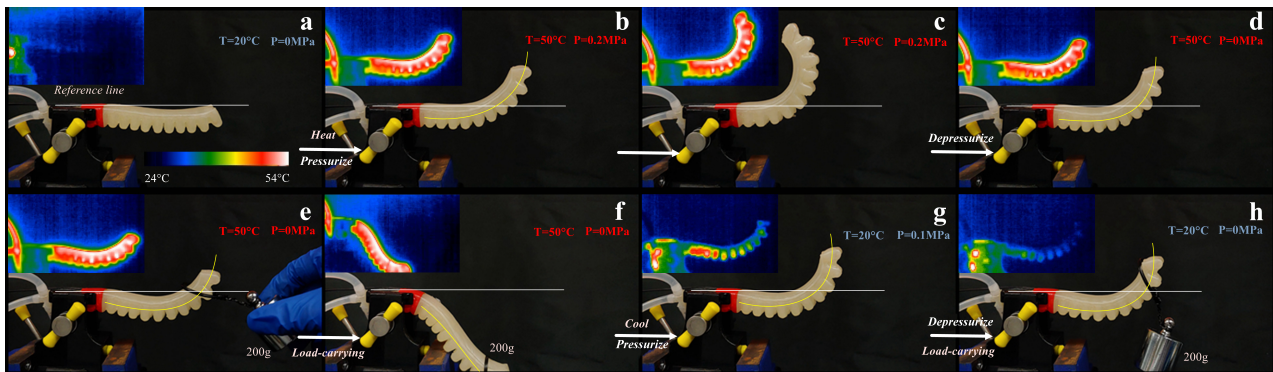 a
T=20°C P=0MPa
Reference line
24°C
54°C
Heat
Pressurize
b
T=50°C P=0.2MPa
c
T=50°C P=0.2MPa
d
T=50°C P=0MPa
Depressurize
e
T=50°C P=0MPa
200g
Load-carrying
f
T=50°C P=0MPa
200g
Cool
Pressurize
g
T=20°C P=0.1MPa
Depressurize
Load-carrying
h
T=20°C P=0MPa
200g